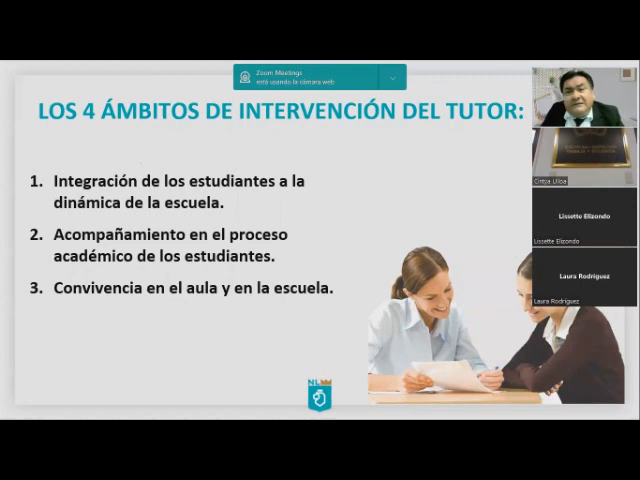 Zoom Meetings
está usando la cámara web
LOS 4 ÁMBITOS DE INTERVENCIÓN DEL TUTOR:
1. Integración de los estudiantes a la
dinámica de la escuela.
2. Acompañamiento en el proceso
académico de los estudiantes.
3. Convivencia en el aula y en la escuela.
NL
Cintya Ulloa
Lissette Elizondo
Lissette Elizondo
Laura Rodriguez
Laura Rodriguez